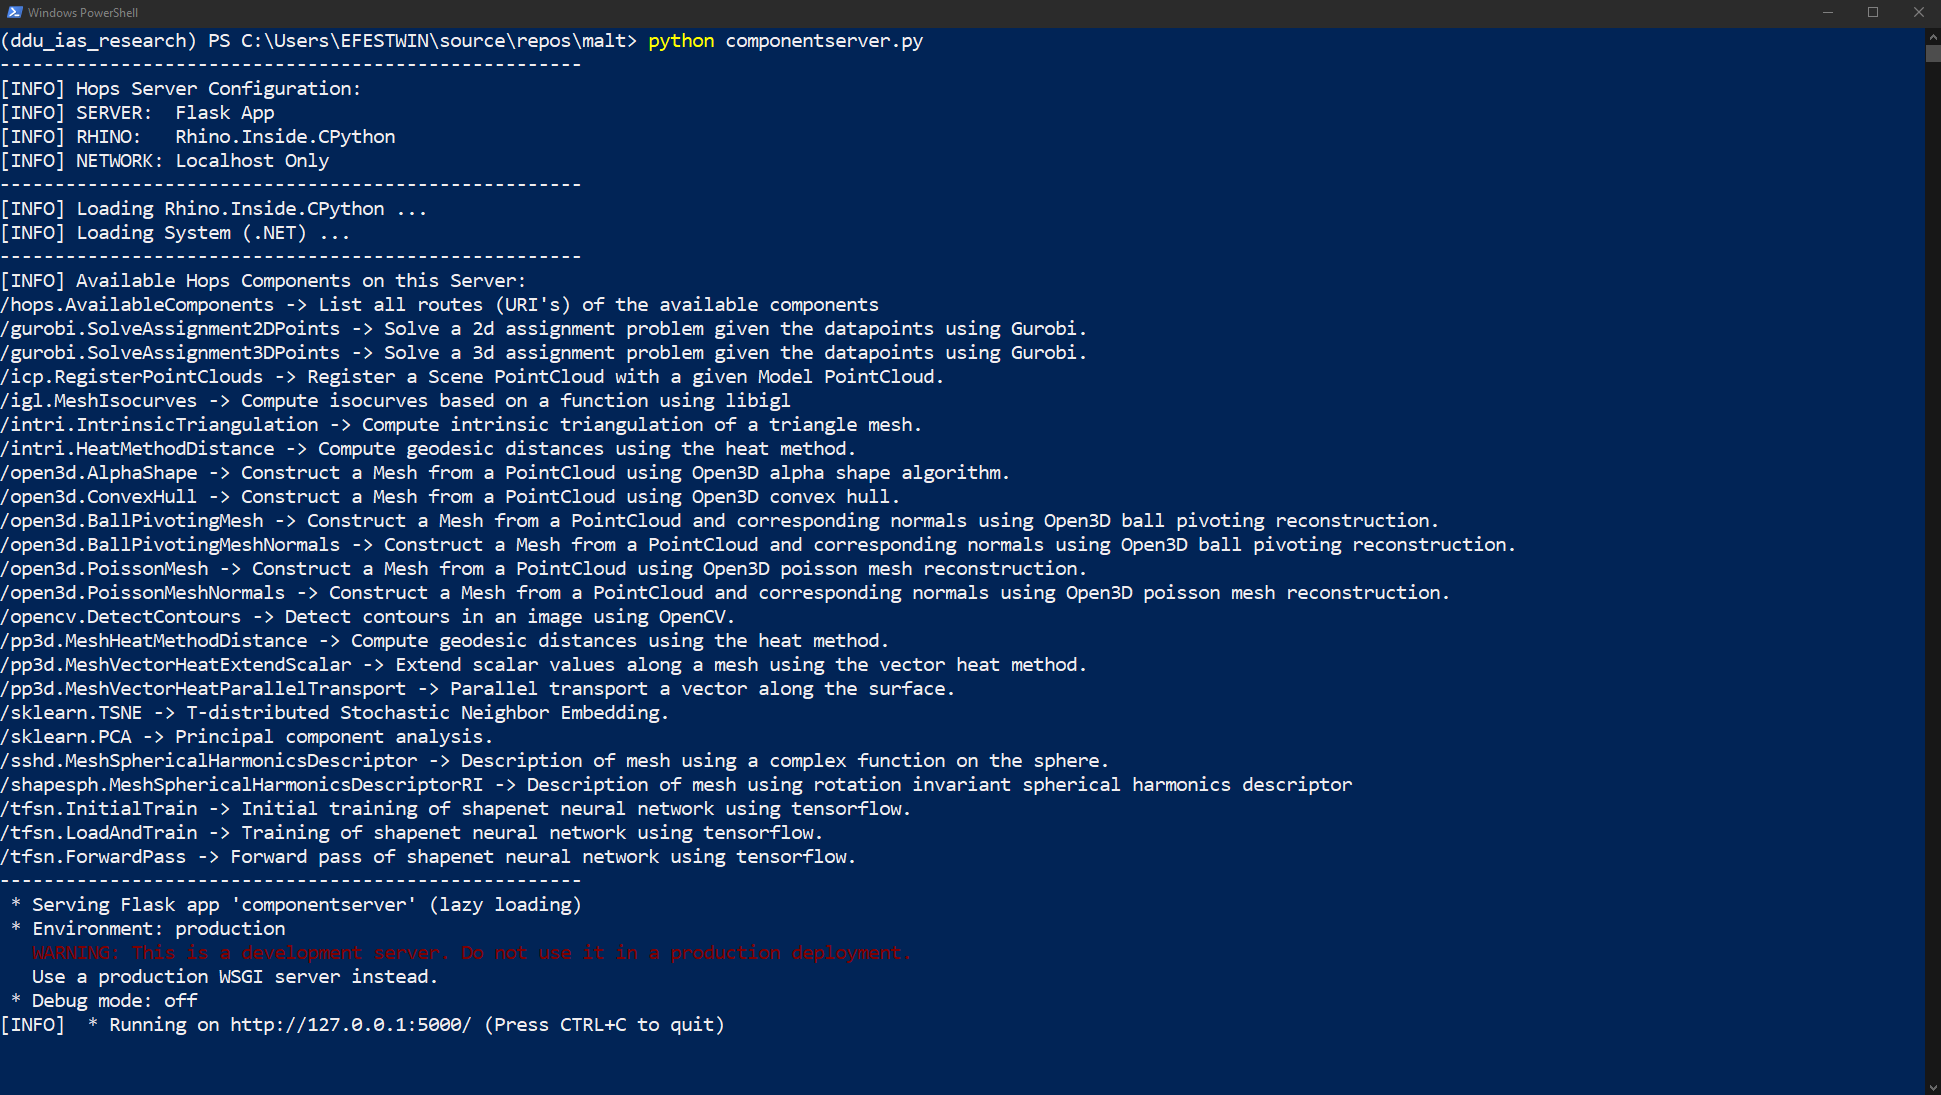 Windows PowerShell
(ddu_ias_research) PS C:\Users\EFESTWIN\source\repos\malt> python componentserver.py
-----------------------------------------------------
[INFO] Hops Server Configuration:
[INFO] SERVER:  Flask App
[INFO] RHINO:   Rhino.Inside.CPython
[INFO] NETWORK: Localhost Only
-----------------------------------------------------
[INFO] Loading Rhino.Inside.CPython ...
[INFO] Loading System (.NET) ...
-----------------------------------------------------
[INFO] Available Hops Components on this Server:
/hops.AvailableComponents -> List all routes (URI's) of the available components
/gurobi.SolveAssignment2DPoints -> Solve a 2d assignment problem given the datapoints using Gurobi.
/gurobi.SolveAssignment3DPoints -> Solve a 3d assignment problem given the datapoints using Gurobi.
/icp.RegisterPointClouds -> Register a Scene PointCloud with a given Model PointCloud.
/igl.MeshIsocurves -> Compute isocurves based on a function using libigl
/intri.IntrinsicTriangulation -> Compute intrinsic triangulation of a triangle mesh.
/intri.HeatMethodDistance -> Compute geodesic distances using the heat method.
/open3d.AlphaShape -> Construct a Mesh from a PointCloud using Open3D alpha shape algorithm.
/open3d.ConvexHull -> Construct a Mesh from a PointCloud using Open3D convex hull.
/open3d.BallPivotingMesh -> Construct a Mesh from a PointCloud and corresponding normals using Open3D ball pivoting reconstruction.
/open3d.BallPivotingMeshNormals -> Construct a Mesh from a PointCloud and corresponding normals using Open3D ball pivoting reconstruction.
/open3d.PoissonMesh -> Construct a Mesh from a PointCloud using Open3D poisson mesh reconstruction.
/open3d.PoissonMeshNormals -> Construct a Mesh from a PointCloud and corresponding normals using Open3D poisson mesh reconstruction.
/opencv.DetectContours -> Detect contours in an image using OpenCV.
/pp3d.MeshHeatMethodDistance -> Compute geodesic distances using the heat method.
/pp3d.MeshVectorHeatExtendScalar -> Extend scalar values along a mesh using the vector heat method.
/pp3d.MeshVectorHeatParallelTransport -> Parallel transport a vector along the surface.
/sklearn.TSNE -> T-distributed Stochastic Neighbor Embedding.
/sklearn.PCA -> Principal component analysis.
/sshd.MeshSphericalHarmonicsDescriptor -> Description of mesh using a complex function on the sphere.
/shapesph.MeshSphericalHarmonicsDescriptorRI -> Description of mesh using rotation invariant spherical harmonics descriptor
/tfsn.InitialTrain -> Initial training of shapenet neural network using tensorflow.
/tfsn.LoadAndTrain -> Training of shapenet neural network using tensorflow.
/tfsn.ForwardPass -> Forward pass of shapenet neural network using tensorflow.
-----------------------------------------------------
 * Serving Flask app 'componentserver' (lazy loading)
 * Environment: production
   WARNING: This is a development server. Do not use it in a production deployment.
   Use a production WSGI server instead.
 * Debug mode: off
[INFO]  * Running on http://127.0.0.1:5000/ (Press CTRL+C to quit)